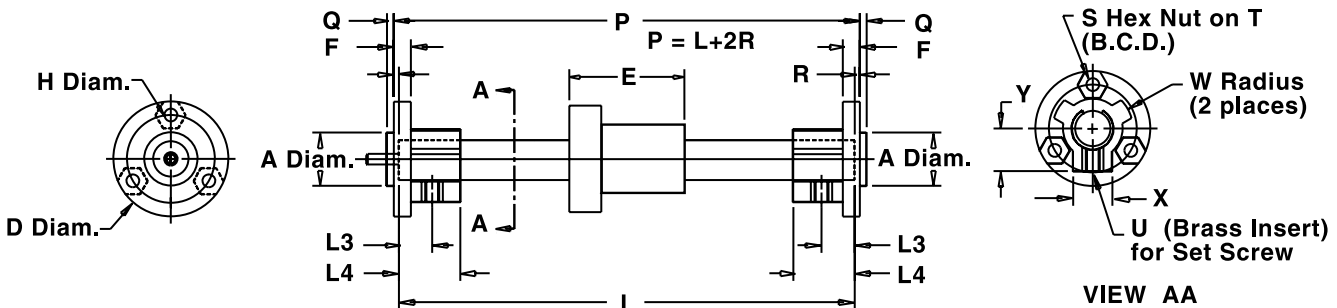 Q
P
Q
F
P = L+2R
F
S Hex Nut on T
(B.C.D.)
H Diam.
E
R
A
Y
W Radius
(2 places)
A Diam.
A Diam.
D Diam.
A
X
L3
L3
U (Brass Insert)
for Set Screw
L4
L4
L
VIEW AA